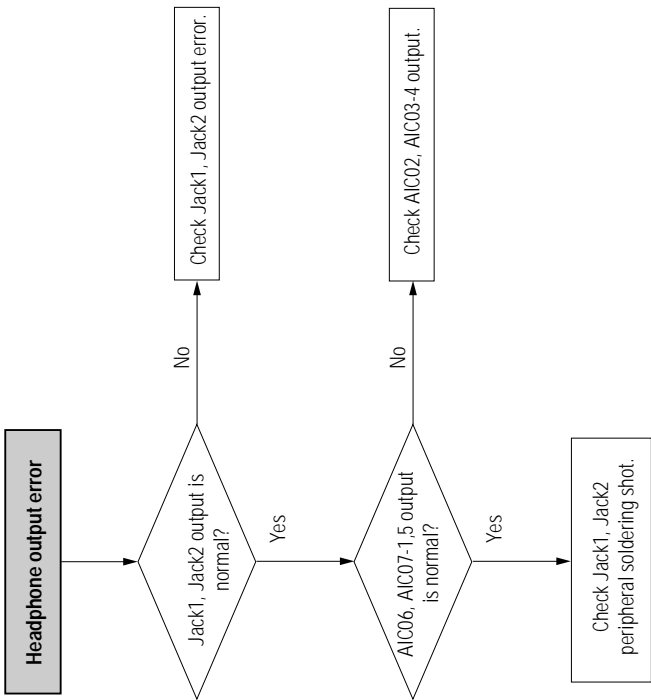 Headphone output error
Jack1, Jack2 output is
normal?
No
Check Jack1, Jack2 output error.
Yes
AIC06, AIC07-1,5 output
is normal?
No
Check AIC02, AIC03-4 output.
Yes
Check Jack1, Jack2
peripheral soldering shot.